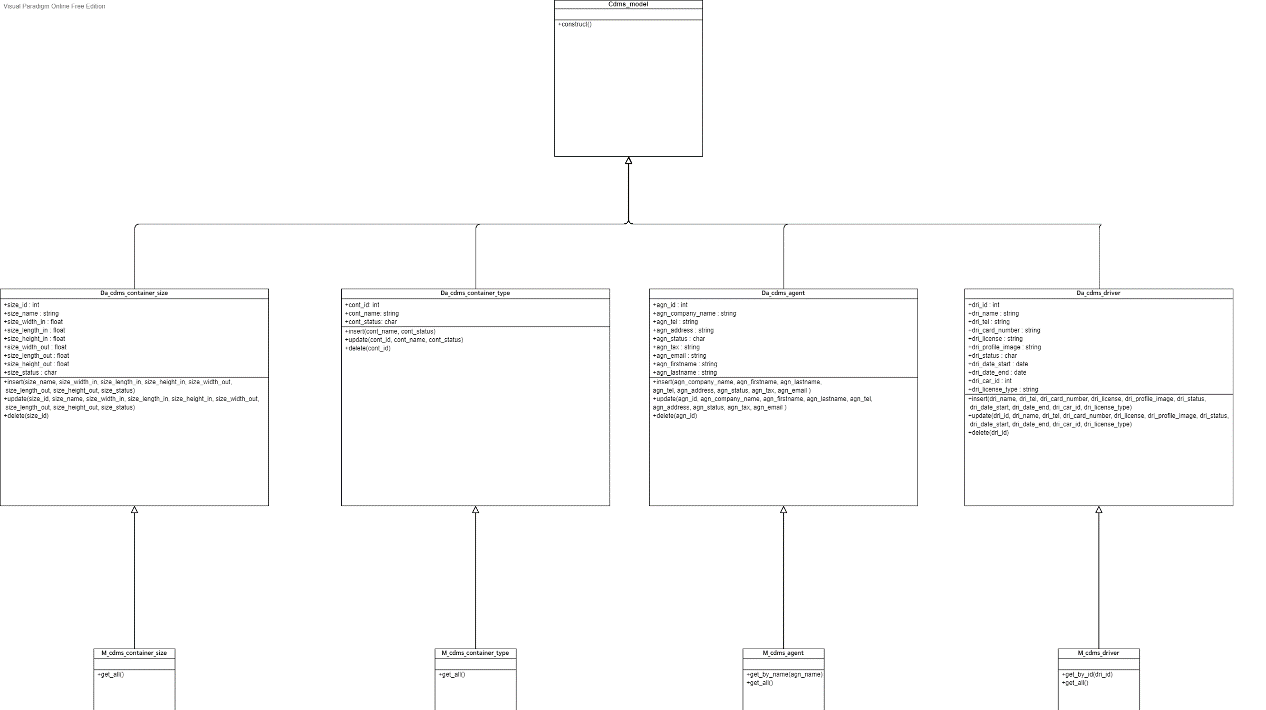 Visual Paradigm Online Free Edition
Cdms_model
+construct()
Da_cdms_container_size
+size_id : int
+size_name : string
+size_width_in : float
+size_length_in : float
+size_height_in : float
+size_width_out : float
+size_length_out : float
+size_height_out : float
+size_status : char
+insert(size_name, size_width_in, size_length_in, size_height_in, size_width_out,
size_length_out, size_height_out, size_status)
+update(size_id, size_name, size_width_in, size_length_in, size_height_in, size_width_out,
size_length_out, size_height_out, size_status)
+delete(size_id)
Da_cdms_container_type
+cont_id: int
+cont_name: string
+cont_status: char
+insert(cont_name, cont_status)
+update(cont_id, cont_name, cont_status)
+delete(cont_id)
Da_cdms_agent
+agn_id : int
+agn_company_name : string
+agn_tel : string
+agn_address : string
+agn_status : char
+agn_tax : string
+agn_email : string
+agn_firstname : string
+agn_lastname : string
+insert(agn_company_name, agn_firstname, agn_lastname,
agn_tel, agn_address, agn_status, agn_tax, agn_email )
+update(agn_id, agn_company_name, agn_firstname, agn_lastname, agn_tel,
agn_address, agn_status, agn_tax, agn_email )
+delete(agn_id)
Da_cdms_driver
+dri_id : int
+dri_name : string
+dri_tel : string
+dri_card_number : string
+dri_license : string
+dri_profile_image : string
+dri_status : char
+dri_date_start : date
+dri_date_end : date
+dri_car_id : int
+dri_license_type : string
+insert(dri_name, dri_tel, dri_card_number, dri_license, dri_profile_image, dri_status,
dri_date_start, dri_date_end, dri_car_id, dri_license_type)
+update(dri_id, dri_name, dri_tel, dri_card_number, dri_license, dri_profile_image, dri_status,
dri_date_start, dri_date_end, dri_car_id, dri_license_type)
+delete(dri_id)
M_cdms_container_size
+get_all()
M_cdms_container_type
+get_all()
M_cdms_agent
+get_by_name(agn_name)
+get_all()
M_cdms_driver
+get_by_id(dri_id)
+get_all()